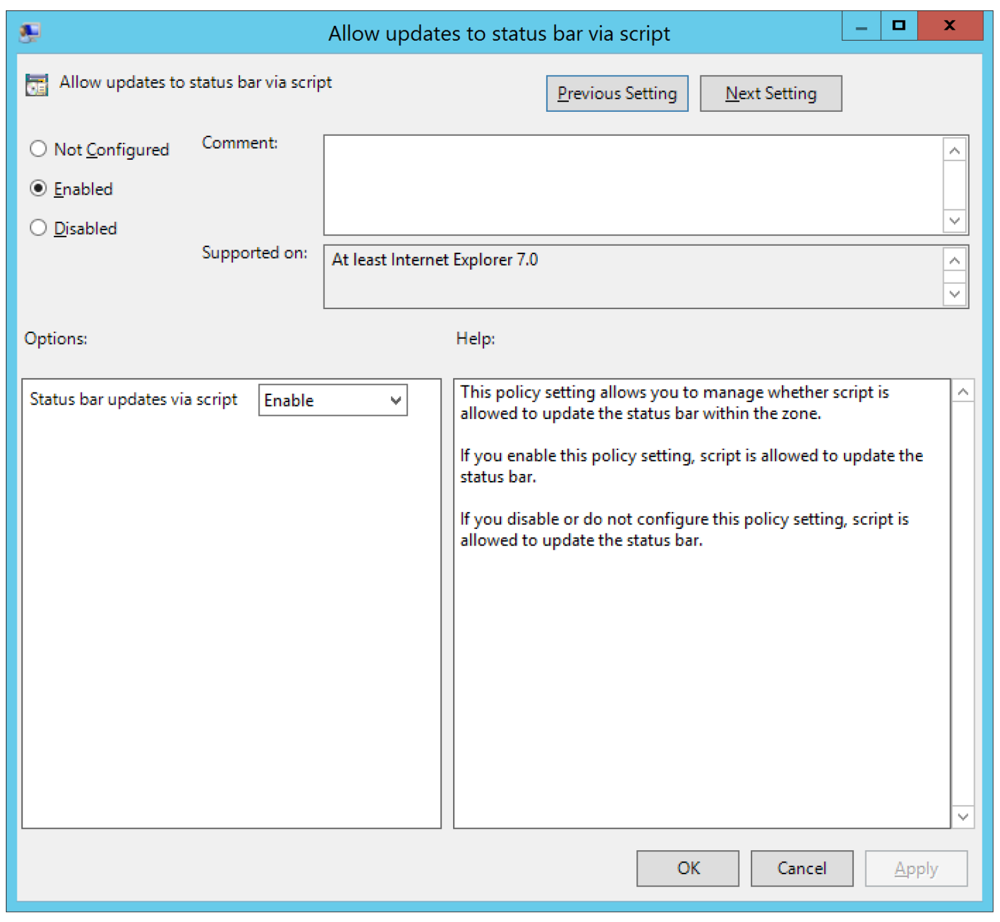 Allow updates to status bar via script
Allow updates to status bar via script
Previous Setting
Next Setting
Not Configured
Comment:
Enabled
Disabled
Supported on:
At least Internet Explorer 7.0
Options:
Help:
Status bar updates via script
Enable
This policy setting allows you to manage whether script is
allowed to update the status bar within the zone.
If you enable this policy setting, script is allowed to update the
status bar.
If you disable or do not configure this policy setting, script is
allowed to update the status bar.
OK
Cancel
Apply